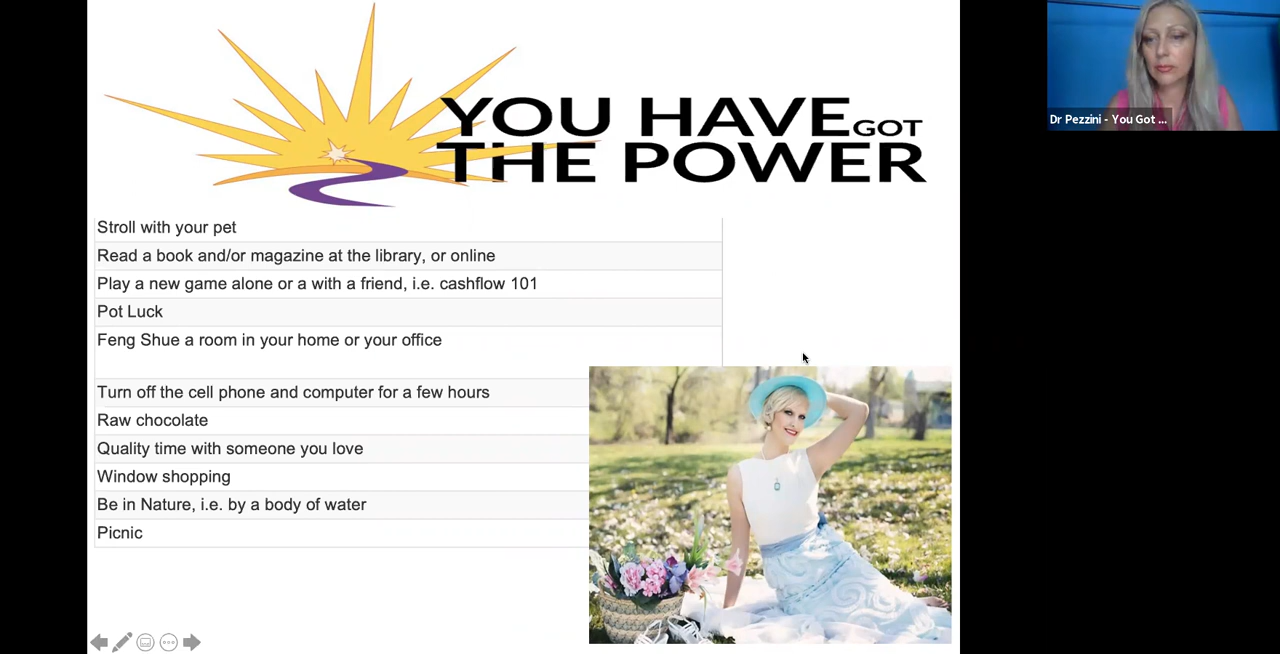 YOU HAVE GOT
THE POWER
Dr Pezzini - You Got ...
Stroll with your pet
Read a book and/or magazine at the library, or online
Play a new game alone or a with a friend, i.e. cashflow 101
Pot Luck
Feng Shue a room in your home or your office
Turn off the cell phone and computer for a few hours
Raw chocolate
Quality time with someone you love
Window shopping
Be in Nature, i.e. by a body of water
Picnic